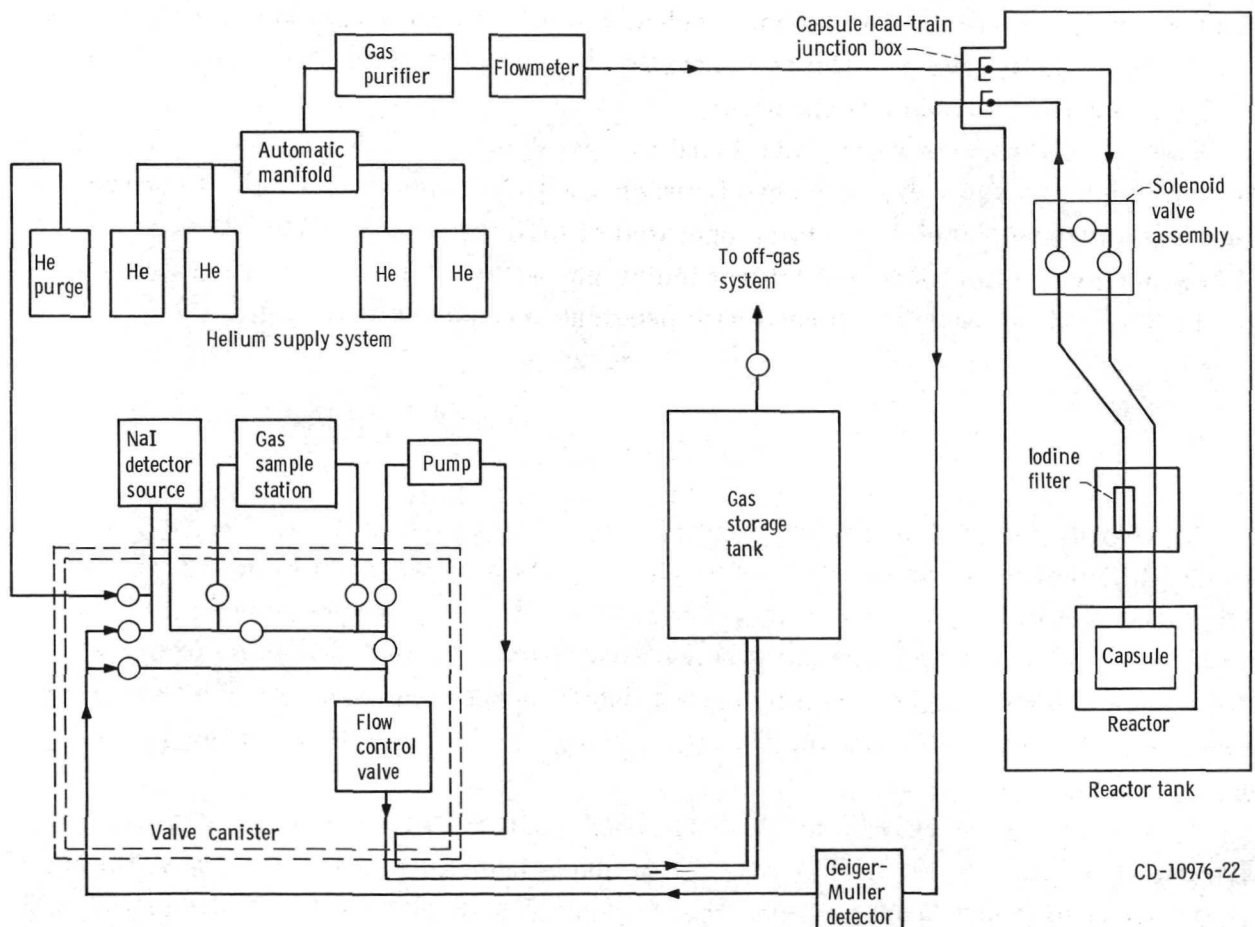 Capsule lead-train
junction box
Gas
purifier
Flowmeter
Automatic
manifold
Solenoid
valve
assembly
He
purge
He
He
He
He
Helium supply system
To off-gas
system
NaI
detector
source
Gas
sample
station
Pump
Gas
storage
tank
Iodine
filter
Capsule
Reactor
Reactor tank
Flow
control
valve
Valve canister
Geiger-
Muller
detector
CD-10976-22